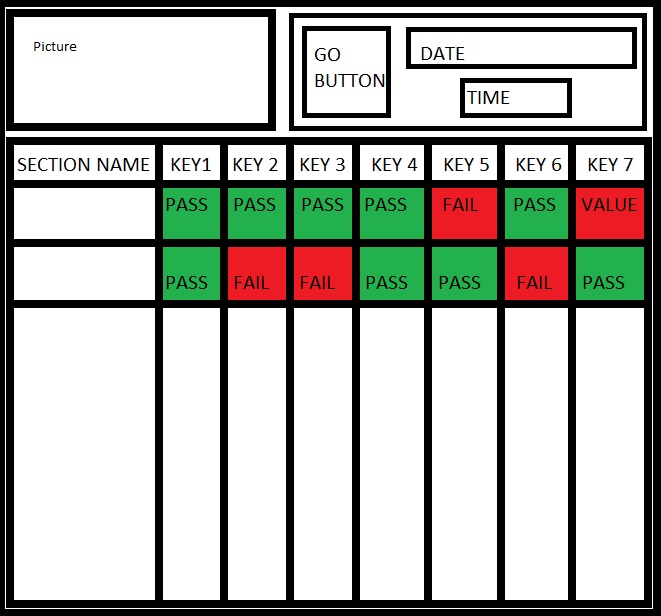 Picture
GO
BUTTON
DATE
TIME
SECTION NAME KEY1 KEY 2 KEY 3 KEY 4 KEY 5 KEY 6 KEY 7
PASS PASS PASS PASS FAIL PASS VALUE
PASS FAIL FAIL PASS PASS FAIL PASS